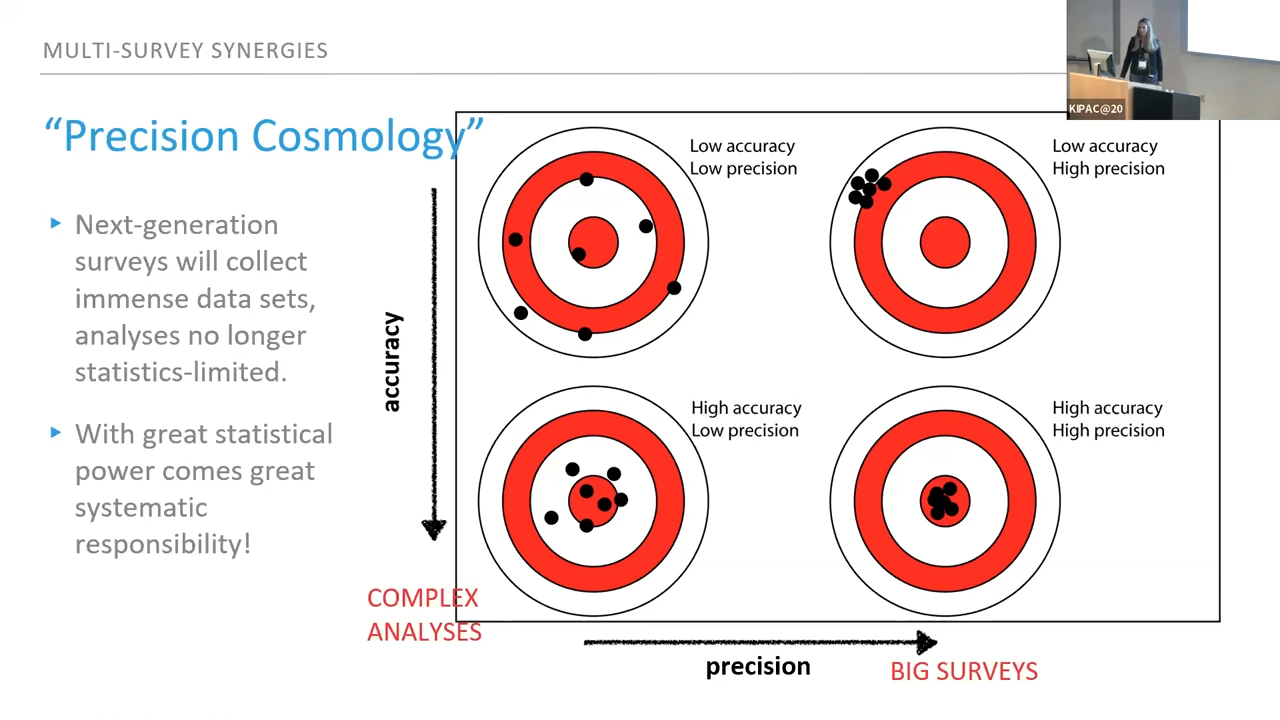 MULTI-SURVEY SYNERGIES
KIPAC@20
“Precision Cosmology”
▸ Next-generation
surveys will collect
immense data sets,
analyses no longer
statistics-limited.
▸ With great statistical
power comes great
systematic
responsibility!
accuracy
Low accuracy
Low precision
Low accuracy
High precision
High accuracy
Low precision
High accuracy
High precision
COMPLEX
ANALYSES
precision
BIG SURVEYS